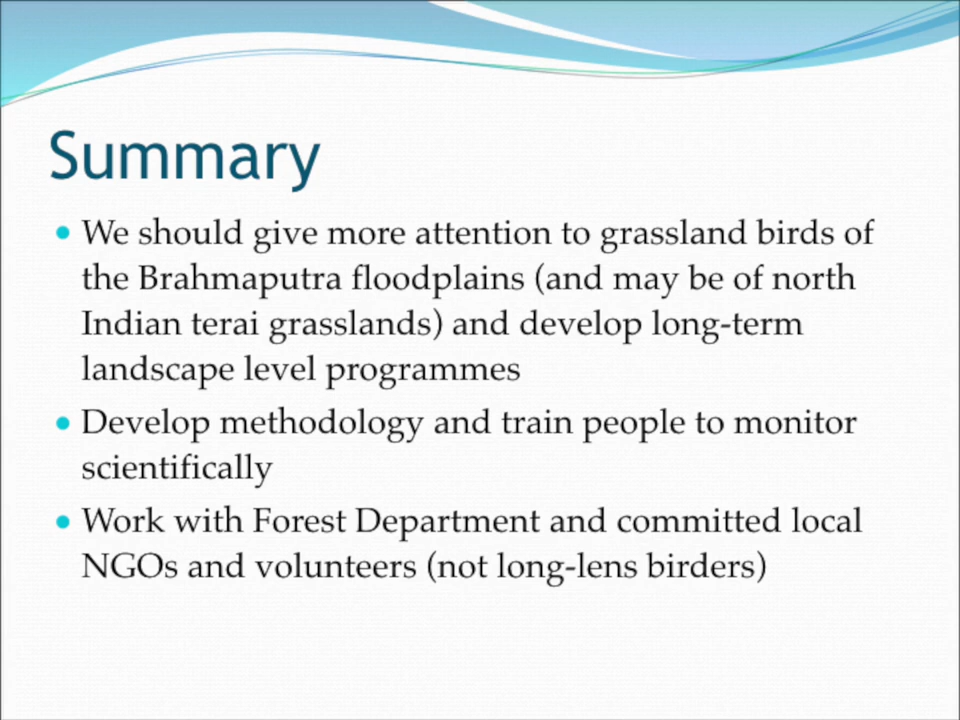 Summary
• We should give more attention to grassland birds of
the Brahmaputra floodplains (and may be of north
Indian terai grasslands) and develop long-term
landscape level programmes
• Develop methodology and train people to monitor
scientifically
• Work with Forest Department and committed local
NGOs and volunteers (not long-lens birders)